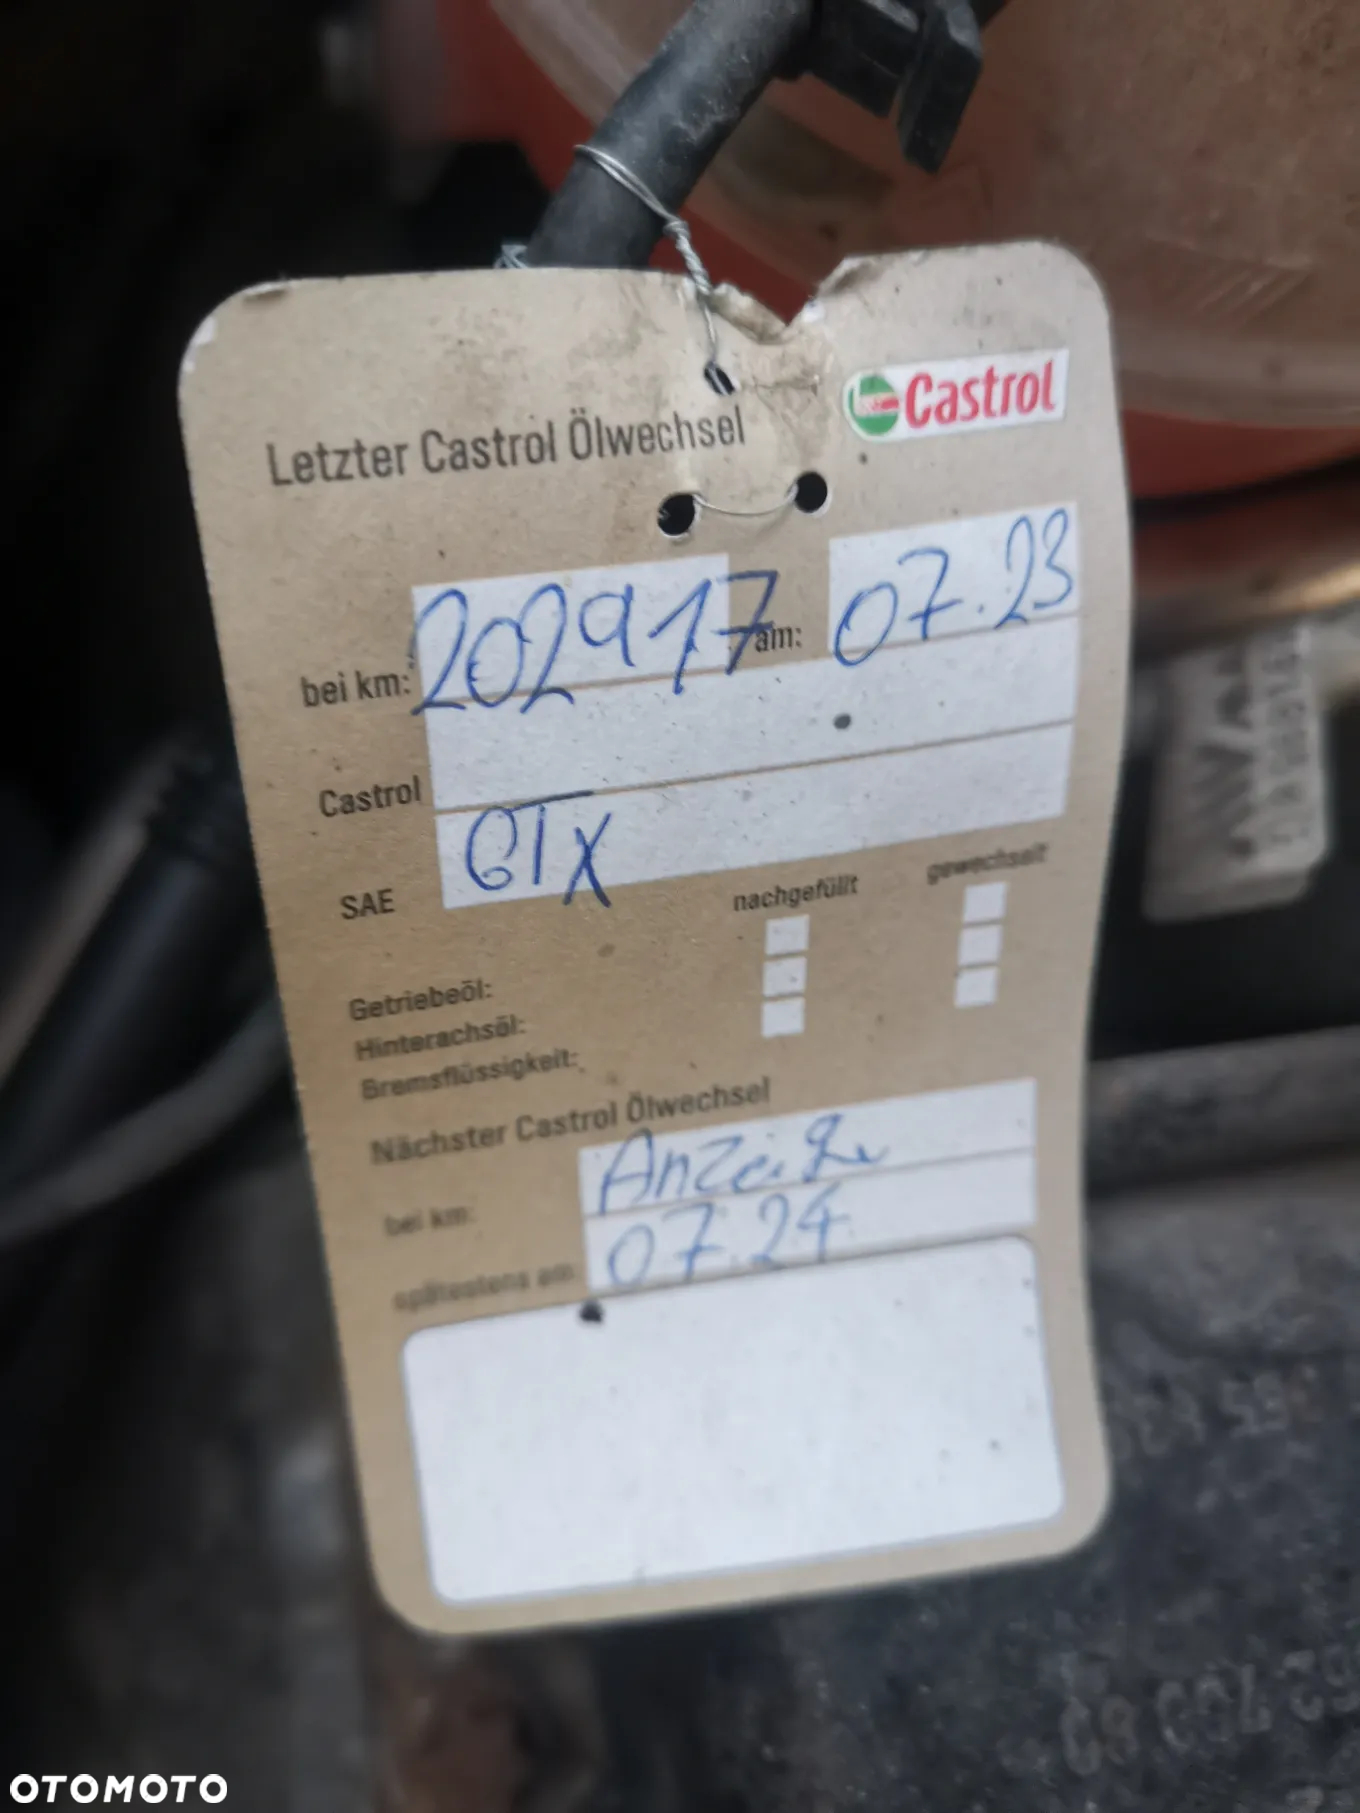 Castrol
Letzter Castrol Ölwechsel
bei km: 202917 am: 07.23
Castrol
SAE GTX
nachgefüllt gewechselt
Getriebeöl:
Hinterachsöl:
Bremsflüssigkeit:
Nächster Castrol Ölwechsel
bei km: Anzeige
spätestens am 07.24
OTOMOTO